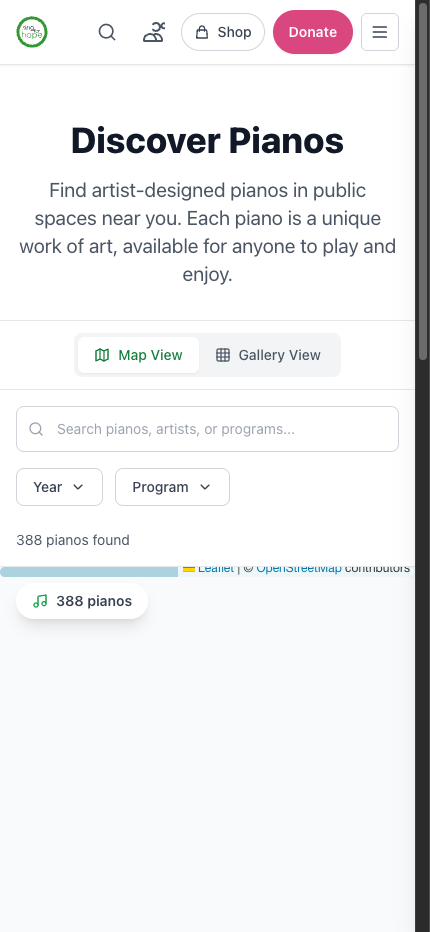 hope
Shop
Donate
Discover Pianos
Find artist-designed pianos in public
spaces near you. Each piano is a unique
work of art, available for anyone to play and
enjoy.
Map View
Gallery View
Search pianos, artists, or programs...
Year
Program
388 pianos found
Leaflet | © OpenStreetMap contributors
388 pianos